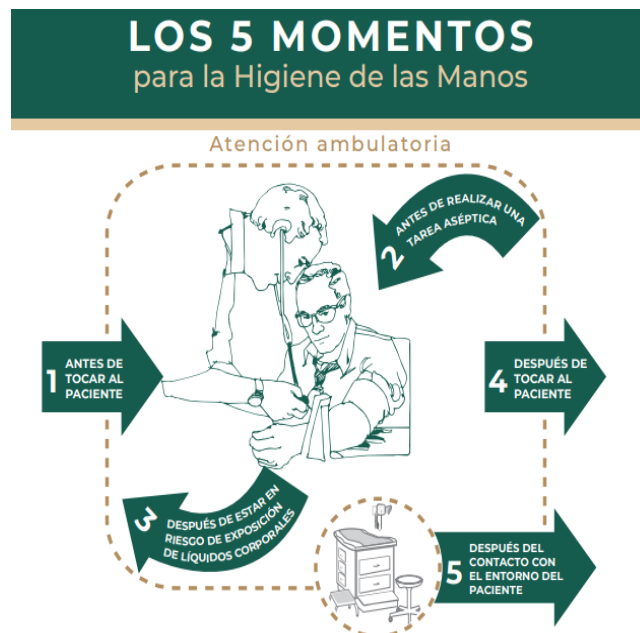 LOS 5 MOMENTOS
para la Higiene de las Manos
Atención ambulatoria
1
ANTES DE
TOCAR AL
PACIENTE
2
ANTES DE REALIZAR UNA
TAREA ASÉPTICA
3
DESPUÉS DE ESTAR EN
RIESGO DE EXPOSICIÓN
DE LÍQUIDOS CORPORALES
4
DESPUÉS DE
TOCAR AL
PACIENTE
5
DESPUÉS DEL
CONTACTO CON
EL ENTORNO DEL
PACIENTE